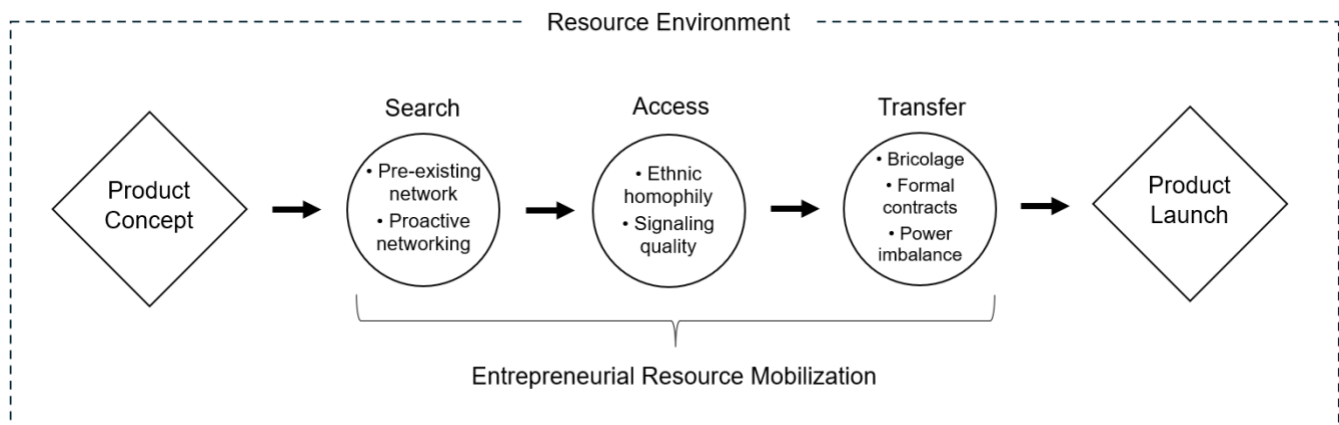 Resource Environment
Product
Concept
Search
• Pre-existing
network
• Proactive
networking
Access
• Ethnic
homophily
• Signaling
quality
Transfer
• Bricolage
• Formal
contracts
• Power
imbalance
Product
Launch
Entrepreneurial Resource Mobilization